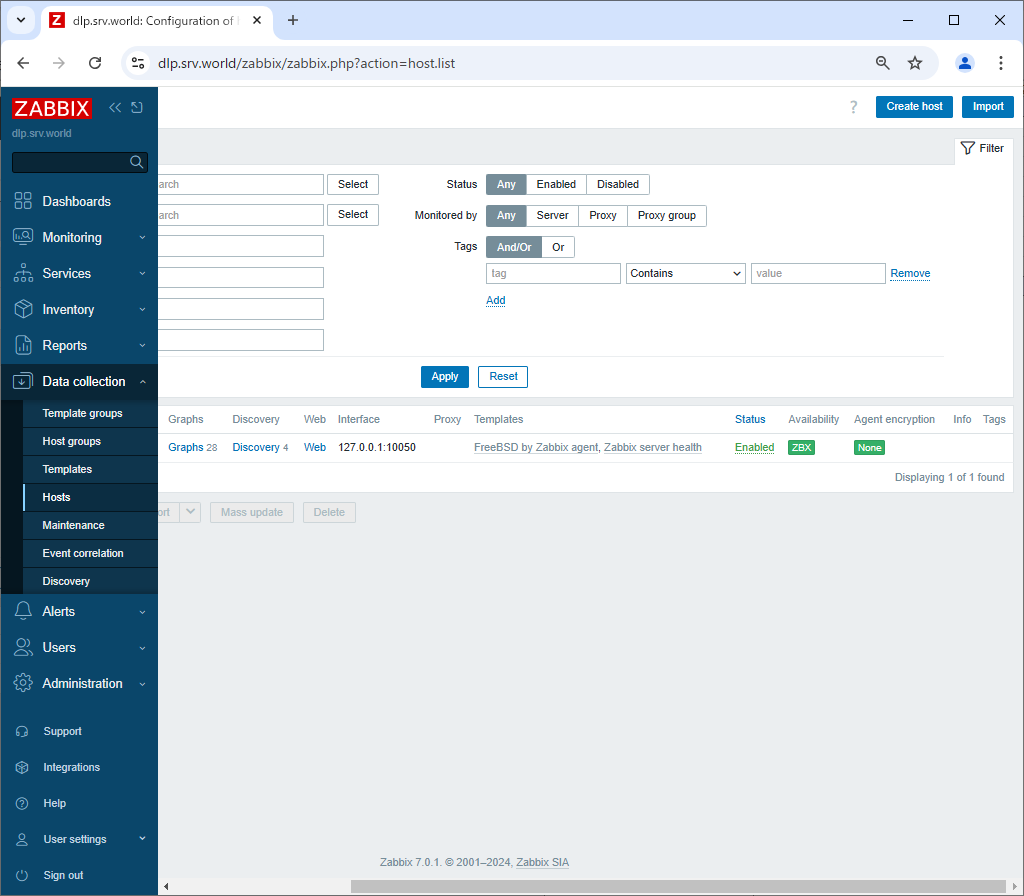 dlp.srv.world: Configuration of
dlp.srv.world/zabbix/zabbix.php?action=host.list
ZABBIX
dlp.srv.world
? Create host Import
Filter
Dashboards
Monitoring
Services
Inventory
Reports
Data collection
Template groups
Host groups
Templates
Hosts
Maintenance
Event correlation
Discovery
Alerts
Users
Administration
Support
Integrations
Help
User settings
Sign out
arch Select
arch Select
Status Any Enabled Disabled
Monitored by Any Server Proxy Proxy group
Tags And/Or Or
tag Contains value Remove
Add
Apply Reset
Graphs Discovery Web Interface Proxy Templates Status Availability Agent encryption Info Tags
Graphs 28 Discovery 4 Web 127.0.0.1:10050 FreeBSD by Zabbix agent, Zabbix server health Enabled ZBX None
Displaying 1 of 1 found
ort Mass update Delete
Zabbix 7.0.1. © 2001–2024, Zabbix SIA